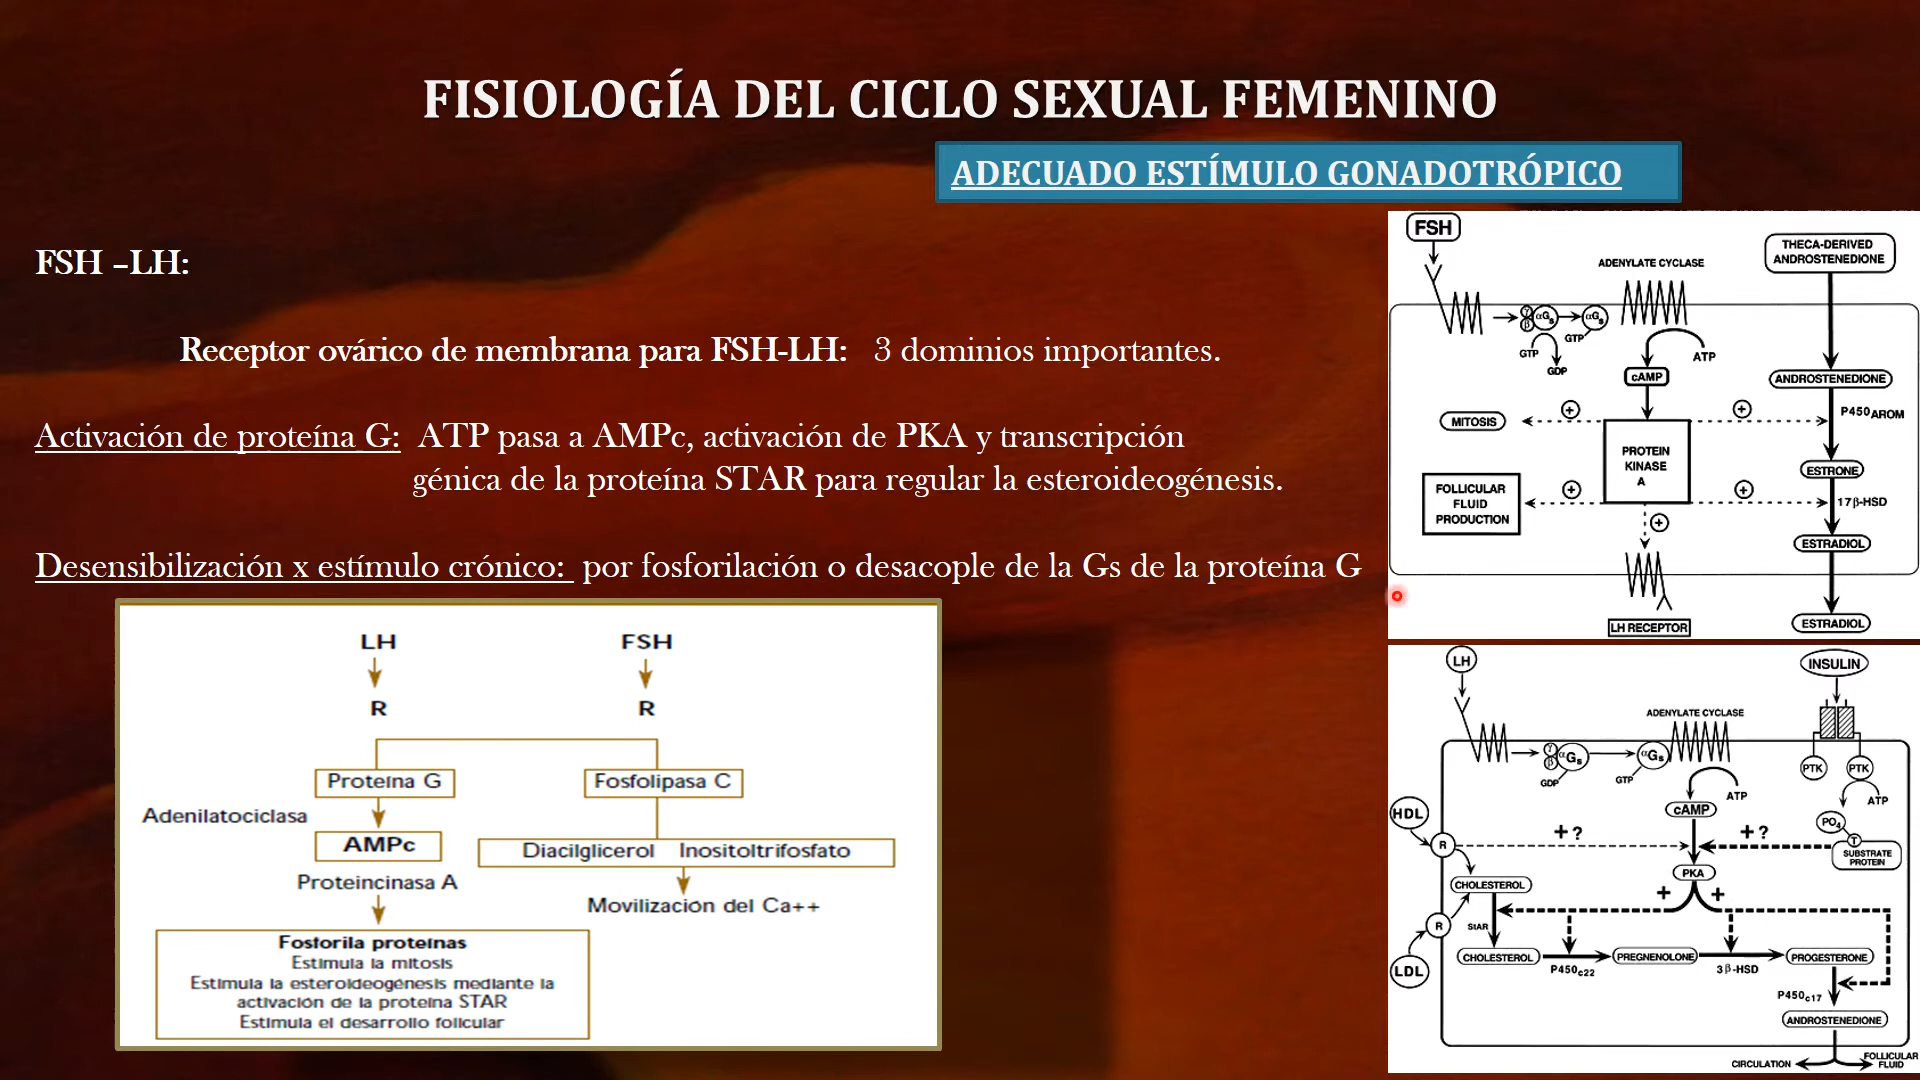 FISIOLOGÍA DEL CICLO SEXUAL FEMENINO
ADECUADO ESTÍMULO GONADOTRÓPICO
FSH –LH:
Receptor ovárico de membrana para FSH-LH: 3 dominios importantes.
Activación de proteína G: ATP pasa a AMPc, activación de PKA y transcripción
génica de la proteína STAR para regular la esteroideogénesis.
Desensibilización x estímulo crónico: por fosforilación o desacople de la Gs de la proteína G
LH FSH
R R
Proteína G Fosfolipasa C
Adenilatociclasa
AMPc
Diacilglicerol Inositoltrifosfato
Proteincinasa A
Movilización del Ca++
Fosforila proteínas
Estimula la mitosis
Estimula la esteroideogénesis mediante la
activación de la proteína STAR
Estimula el desarrollo folicular
FSH
THECA-DERIVED
ANDROSTENEDIONE
ADENYLATE CYCLASE
γ
β
αGs
αGs
GTP
GTP
GDP
ATP
cAMP
ANDROSTENEDIONE
P450AROM
MITOSIS
+
+
PROTEIN
KINASE
A
ESTRONE
FOLLICULAR
FLUID
PRODUCTION
+
+
17β-HSD
+
ESTRADIOL
LH RECEPTOR
ESTRADIOL
LH
INSULIN
ADENYLATE CYCLASE
γ
β
αGs
αGs
GDP
GTP
PTK
PTK
ATP
ATP
cAMP
HDL
PO4
+?
+?
T
R
SUBSTRATE
PROTEIN
PKA
CHOLESTEROL
+
+
R
StAR
CHOLESTEROL
P450c22
PREGNENOLONE
3β-HSD
PROGESTERONE
LDL
P450c17
ANDROSTENEDIONE
CIRCULATION
FOLLICULAR
FLUID